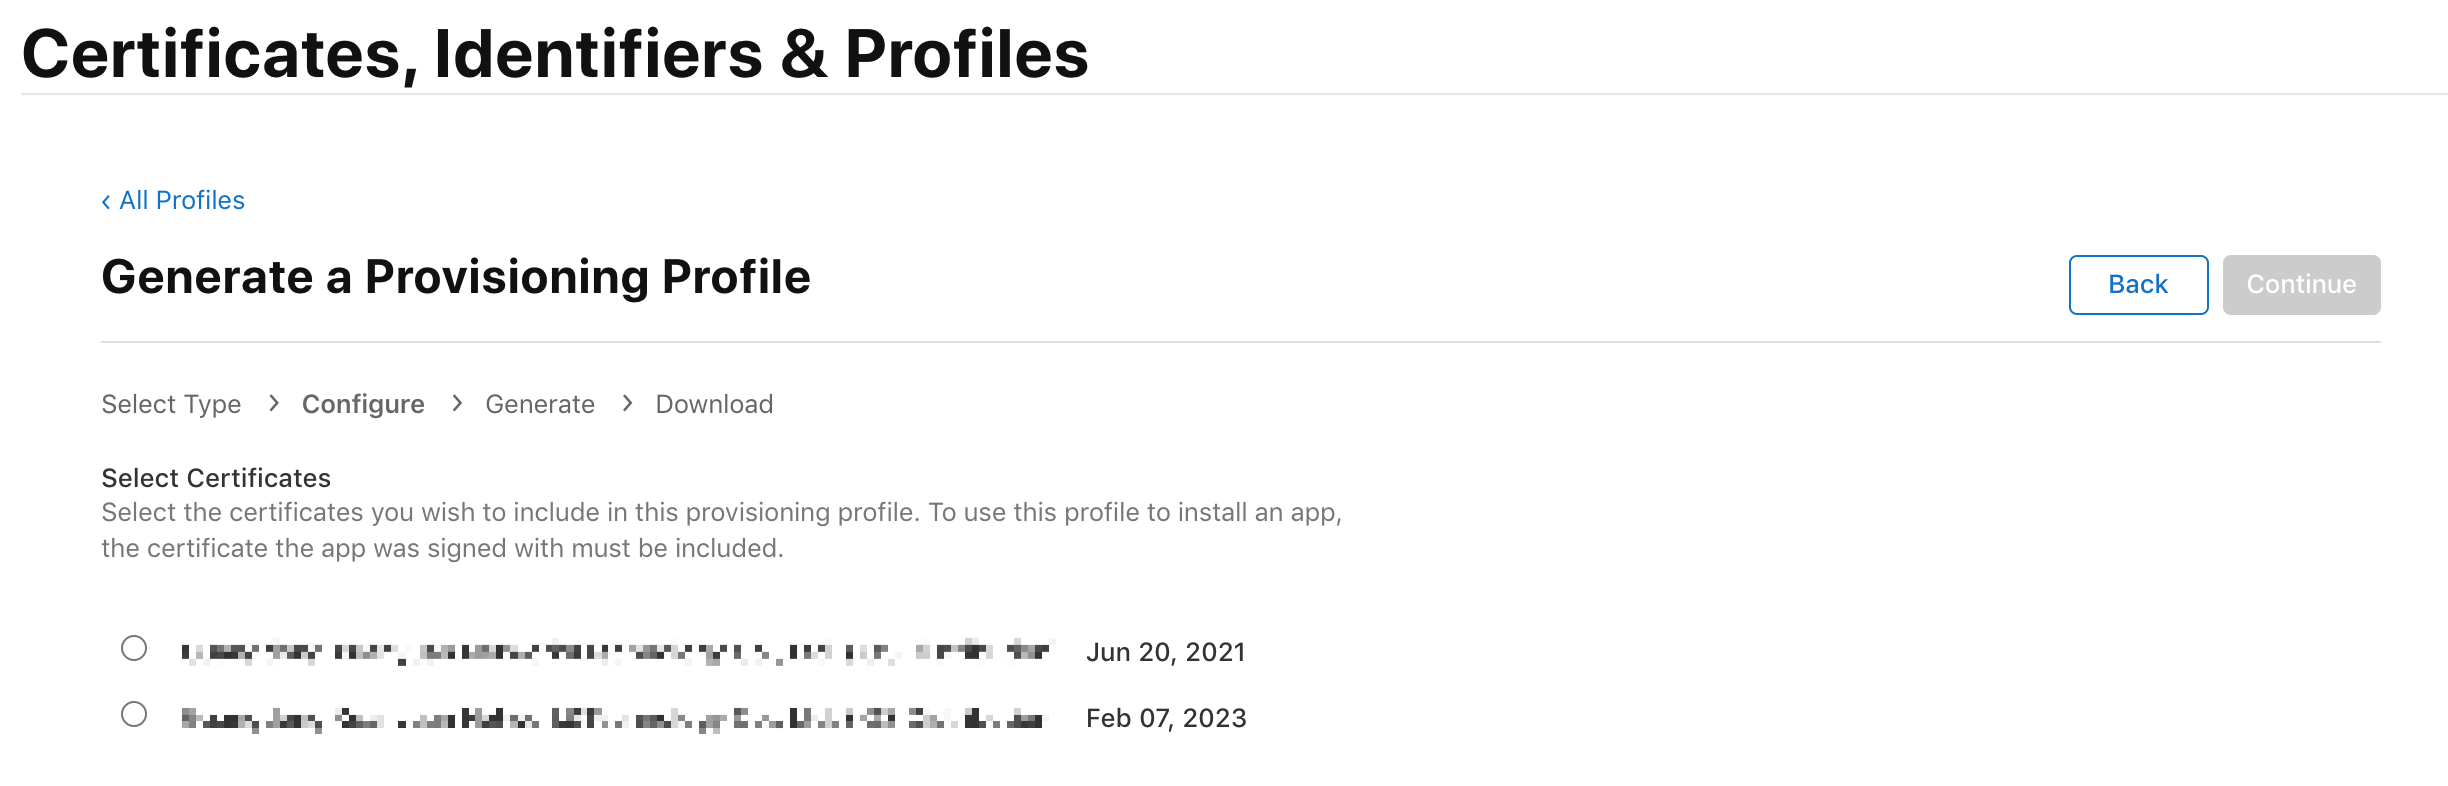 Certificates, Identifiers & Profiles
‹ All Profiles
Generate a Provisioning Profile
Back
Continue
Select Type > Configure > Generate > Download
Select Certificates
Select the certificates you wish to include in this provisioning profile. To use this profile to install an app,
the certificate the app was signed with must be included.
Jun 20, 2021
Feb 07, 2023